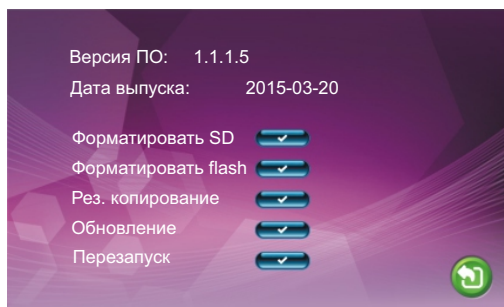 Версия ПО: 1.1.1.5
Дата выпуска: 2015-03-20
Форматировать SD
Форматировать flash
Рез. копирование
Обновление
Перезапуск